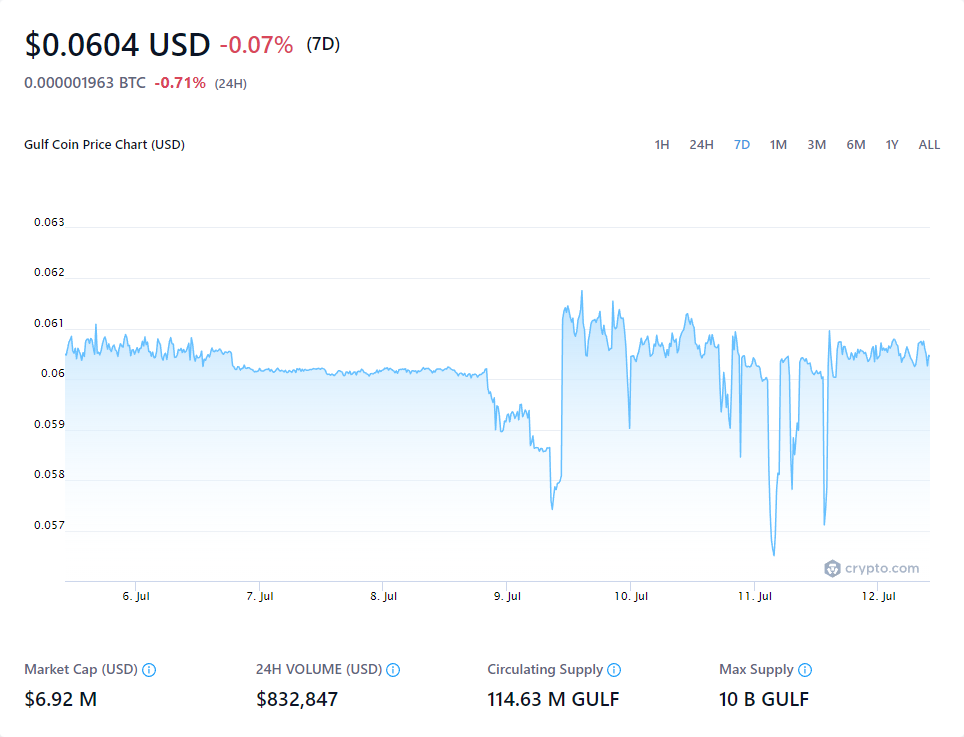 $0.0604 USD -0.07% (7D)
0.000001963 BTC -0.71% (24H)
Gulf Coin Price Chart (USD) 1H 24H 7D 1M 3M 6M 1Y ALL
0.063
0.062
0.061
0.06
0.059
0.058
0.057
crypto.com
6. Jul 7. Jul 8. Jul 9. Jul 10. Jul 11. Jul 12. Jul
Market Cap (USD) 24H VOLUME (USD) Circulating Supply Max Supply
$6.92 M $832,847 114.63 M GULF 10 B GULF